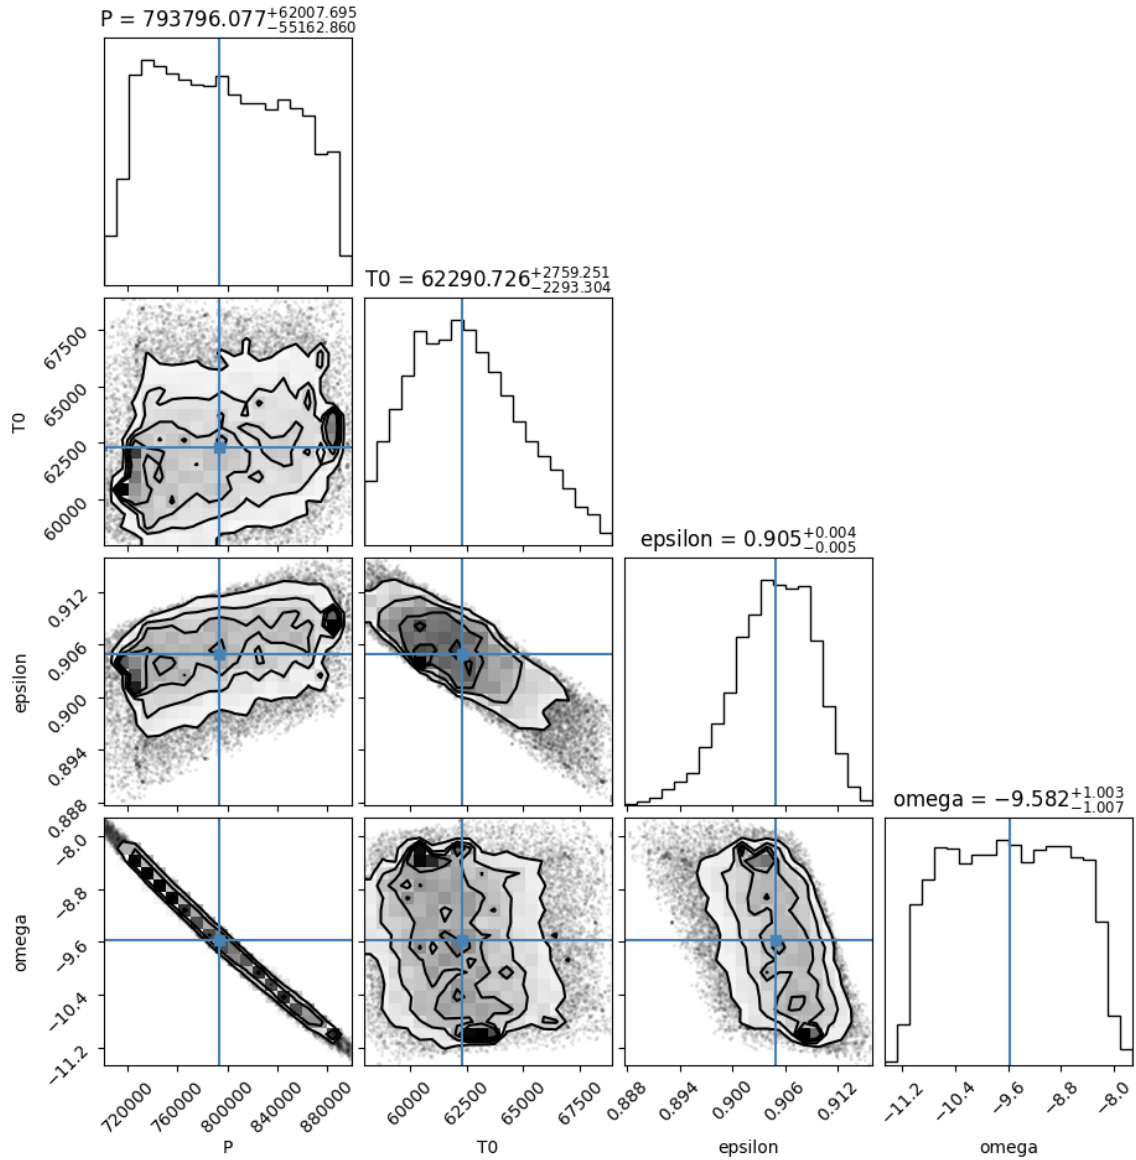 P = 793796.077+62007.695−55162.860
T0 = 62290.726+2759.251−2293.304
67500
65000
62500
60000
T0
epsilon = 0.905+0.004−0.005
0.912
0.906
0.900
0.894
0.888
epsilon
omega = −9.582+1.003−1.007
−8.0
−8.8
−9.6
−10.4
−11.2
omega
720000 760000 800000 840000 880000 60000 62500 65000 67500 0.888 0.894 0.900 0.906 0.912 −11.2 −10.4 −9.6 −8.8 −8.0
P T0 epsilon omega